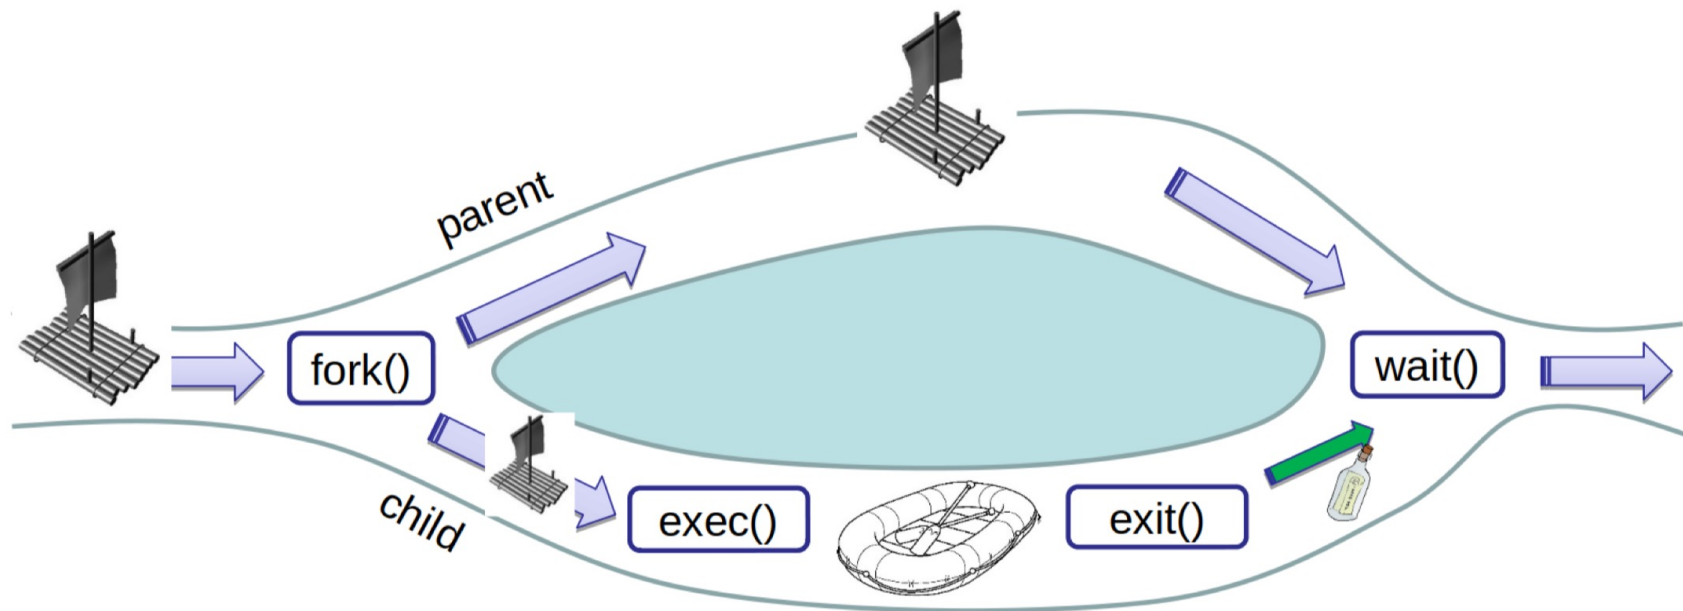 parent
fork()
wait()
child
exec()
exit()